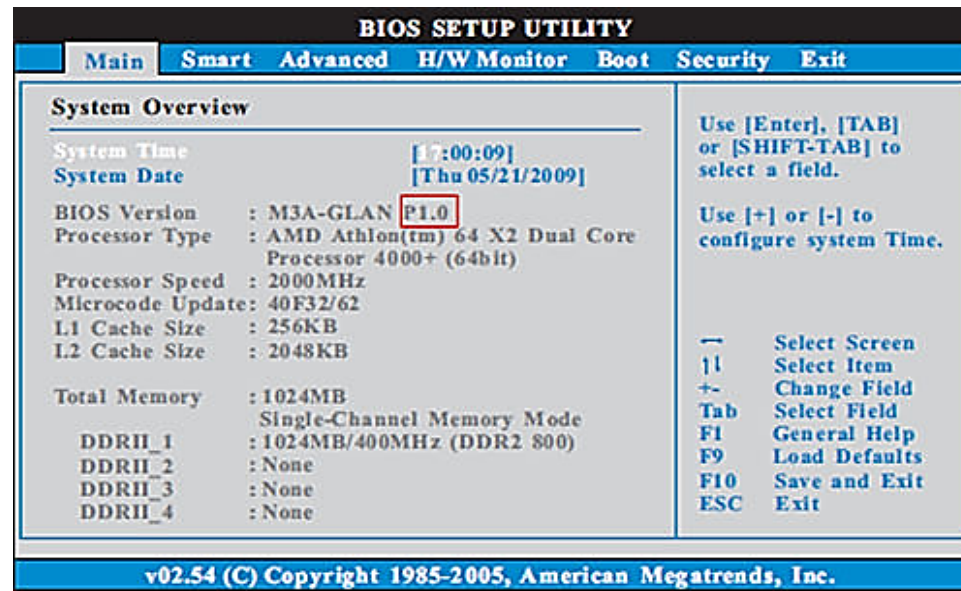 BIOS SETUP UTILITY
Main Smart Advanced H/W Monitor Boot Security Exit
System Overview
System Time [17:00:09]
System Date [Thu 05/21/2009]
BIOS Version : M3A-GLAN P1.0
Processor Type : AMD Athlon(tm) 64 X2 Dual Core
Processor 4000+ (64bit)
Processor Speed : 2000MHz
Microcode Update: 40F32/62
L1 Cache Size : 256KB
L2 Cache Size : 2048KB
Total Memory : 1024MB
Single-Channel Memory Mode
DDRII_1 : 1024MB/400MHz (DDR2 800)
DDRII_2 : None
DDRII_3 : None
DDRII_4 : None
Use [Enter], [TAB]
or [SHIFT-TAB] to
select a field.
Use [+] or [-] to
configure system Time.
↔ Select Screen
↑↓ Select Item
+- Change Field
Tab Select Field
F1 General Help
F9 Load Defaults
F10 Save and Exit
ESC Exit
v02.54 (C) Copyright 1985-2005, American Megatrends, Inc.